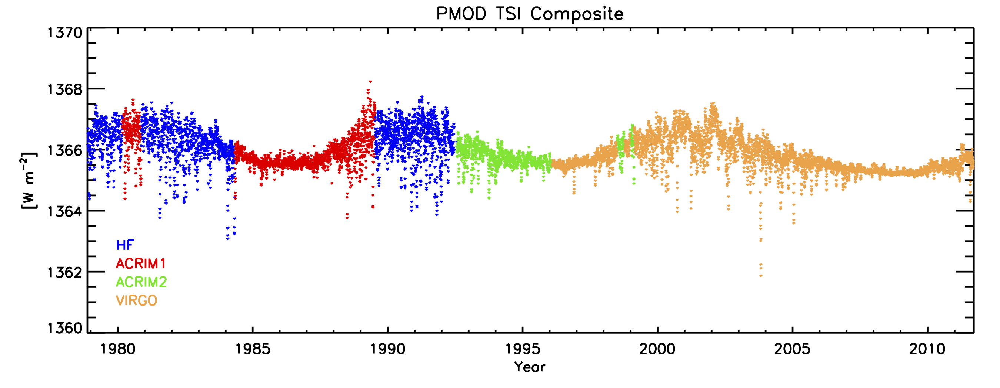 PMOD TSI Composite
1370
1368
1366
1364
1362
1360
[W m⁻²]
HF
ACRIM1
ACRIM2
VIRGO
1980 1985 1990 1995 2000 2005 2010
Year